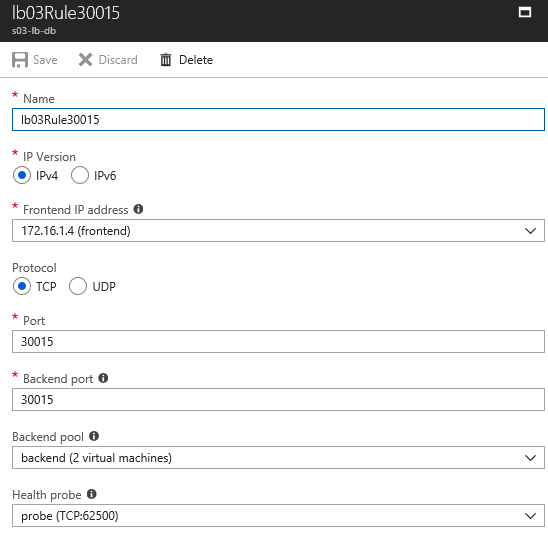 lb03Rule30015
s03-lb-db
Save Discard Delete
* Name
lb03Rule30015
* IP Version
IPv4 IPv6
* Frontend IP address
172.16.1.4 (frontend)
Protocol
TCP UDP
* Port
30015
* Backend port
30015
Backend pool
backend (2 virtual machines)
Health probe
probe (TCP:62500)